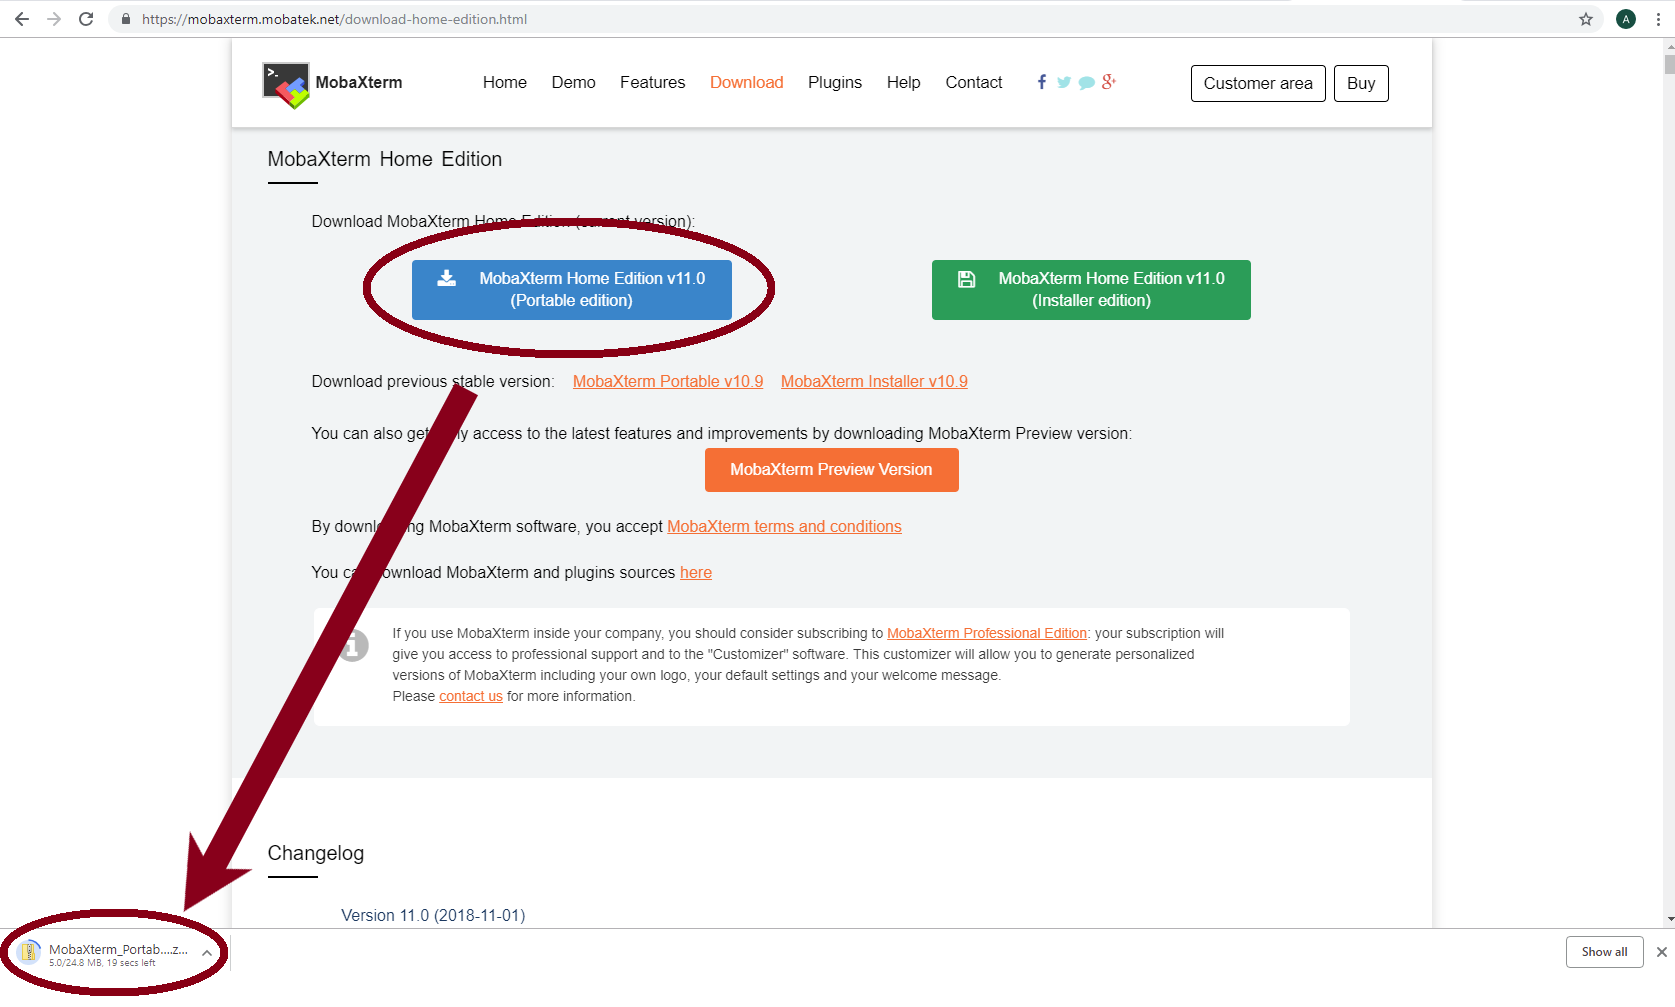 https://mobaxterm.mobatek.net/download-home-edition.html
A
>_
MobaXterm
Home Demo Features Download Plugins Help Contact
Customer area Buy
MobaXterm Home Edition
Download MobaXterm Home Edition (current version):
MobaXterm Home Edition v11.0
(Portable edition)
MobaXterm Home Edition v11.0
(Installer edition)
Download previous stable version: MobaXterm Portable v10.9 MobaXterm Installer v10.9
You can also get access to the latest features and improvements by downloading MobaXterm Preview version:
MobaXterm Preview Version
By downloading MobaXterm software, you accept MobaXterm terms and conditions
You can download MobaXterm and plugins sources here
If you use MobaXterm inside your company, you should consider subscribing to MobaXterm Professional Edition: your subscription will
give you access to professional support and to the "Customizer" software. This customizer will allow you to generate personalized
versions of MobaXterm including your own logo, your default settings and your welcome message.
Please contact us for more information.
Changelog
Version 11.0 (2018-11-01)
MobaXterm_Portab....z...
5.0/24.8 MB, 19 secs left
Show all